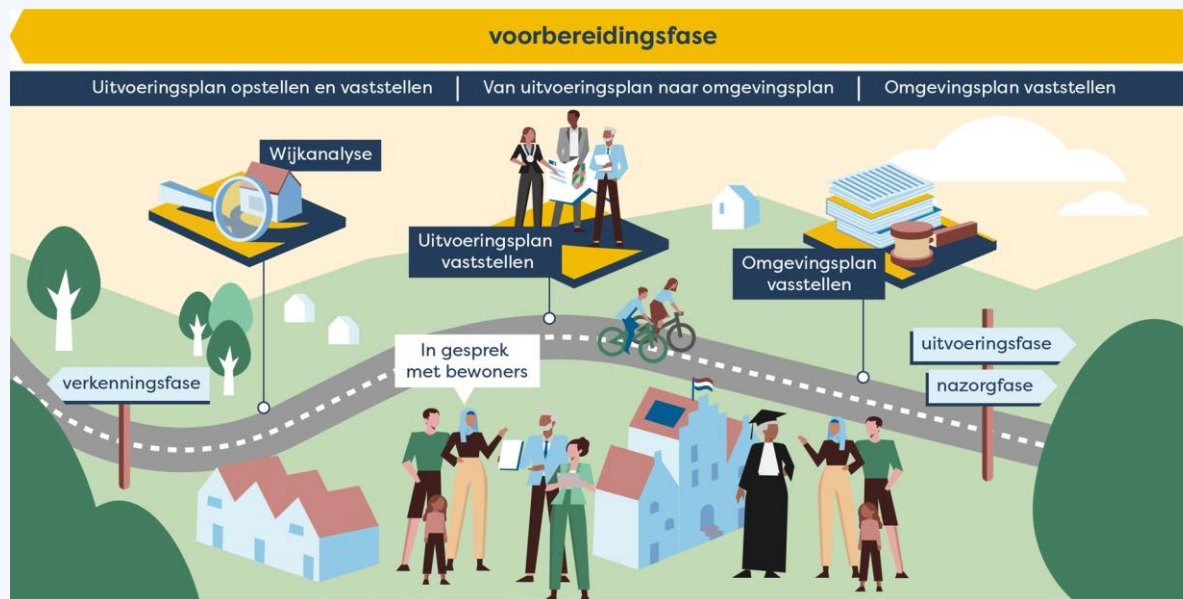 voorbereidingsfase
Uitvoeringsplan opstellen en vaststellen
Van uitvoeringsplan naar omgevingsplan
Omgevingsplan vaststellen
Wijkanalyse
Uitvoeringsplan
vaststellen
Omgevingsplan
vasstellen
In gesprek
met bewoners
verkenningsfase
uitvoeringsfase
nazorgfase